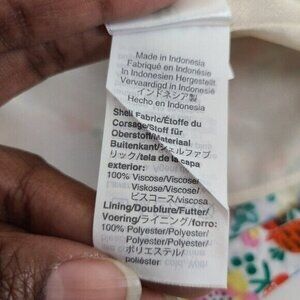 Made in Indonesia
Fabriqué en Indonésie
In Indonesien Hergestellt
Vervaardigd in Indonesië
インドネシア製
Hecho en Indonesia
Shell Fabric/Étoffe du
Corsage/Stoff für
Oberstoff/Materiaal
Buitenkant/シェルファブ
リック/tela de la capa
exterior:
100% Viscose/Viscose/
Viskose/Viscose/
ビスコース/Viscosa
Lining/Doublure/Futter/
Voering/ライニング/forro:
100% Polyester/Polyester/
Polyester/Polyester/
ポリエステル/
poliéster: